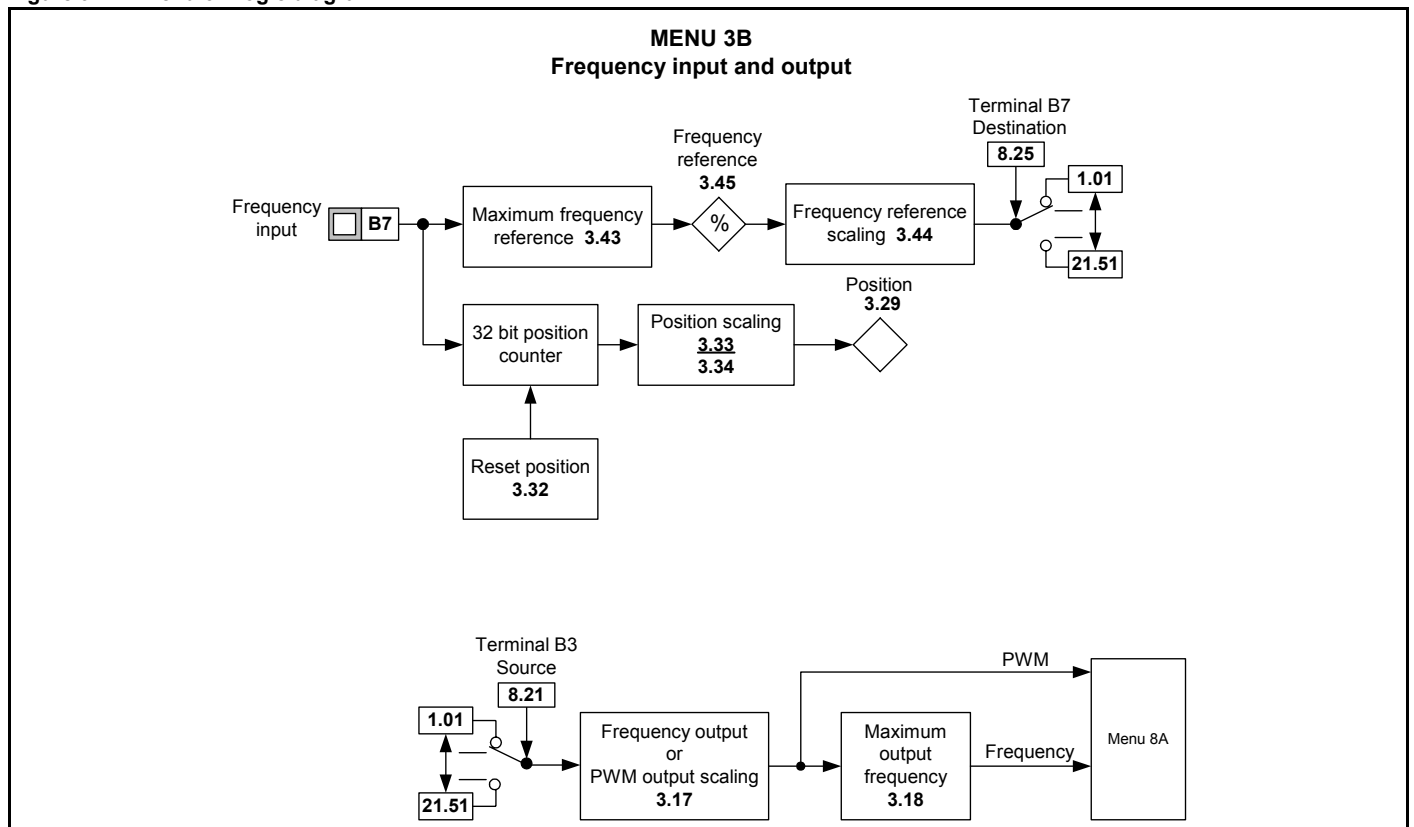 MENU 3B
Frequency input and output
Terminal B7
Destination
8.25
Frequency
reference
3.45
1.01
Frequency
input
B7
Maximum frequency
reference 3.43
%
Frequency reference
scaling 3.44
21.51
Position
3.29
32 bit position
counter
Position scaling
3.33
3.34
Reset position
3.32
Terminal B3
Source
8.21
PWM
1.01
Frequency output
or
PWM output scaling
3.17
Maximum
output
frequency
3.18
Frequency
Menu 8A
21.51